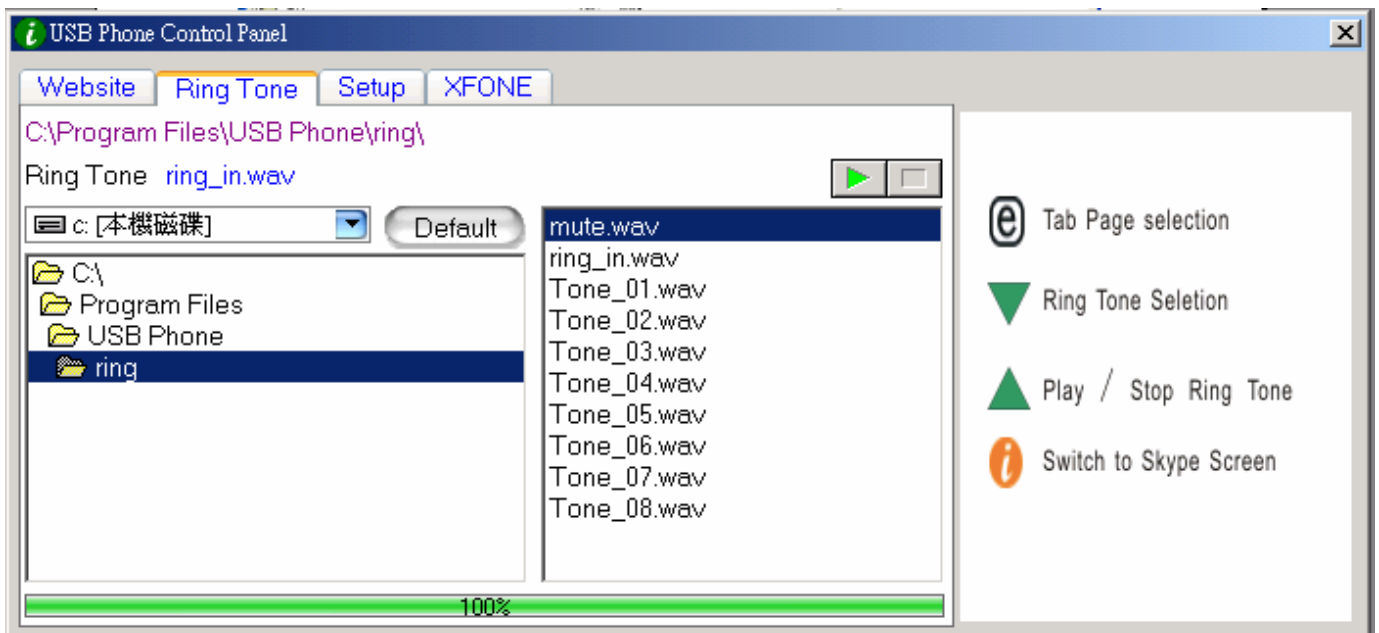 USB Phone Control Panel
Website Ring Tone Setup XFONE
C:\Program Files\USB Phone\ring\
Ring Tone ring_in.wav
c: [本機磁碟] Default
C:\
Program Files
USB Phone
ring
mute.wav
ring_in.wav
Tone_01.wav
Tone_02.wav
Tone_03.wav
Tone_04.wav
Tone_05.wav
Tone_06.wav
Tone_07.wav
Tone_08.wav
100%
e Tab Page selection
Ring Tone Seletion
Play / Stop Ring Tone
i Switch to Skype Screen